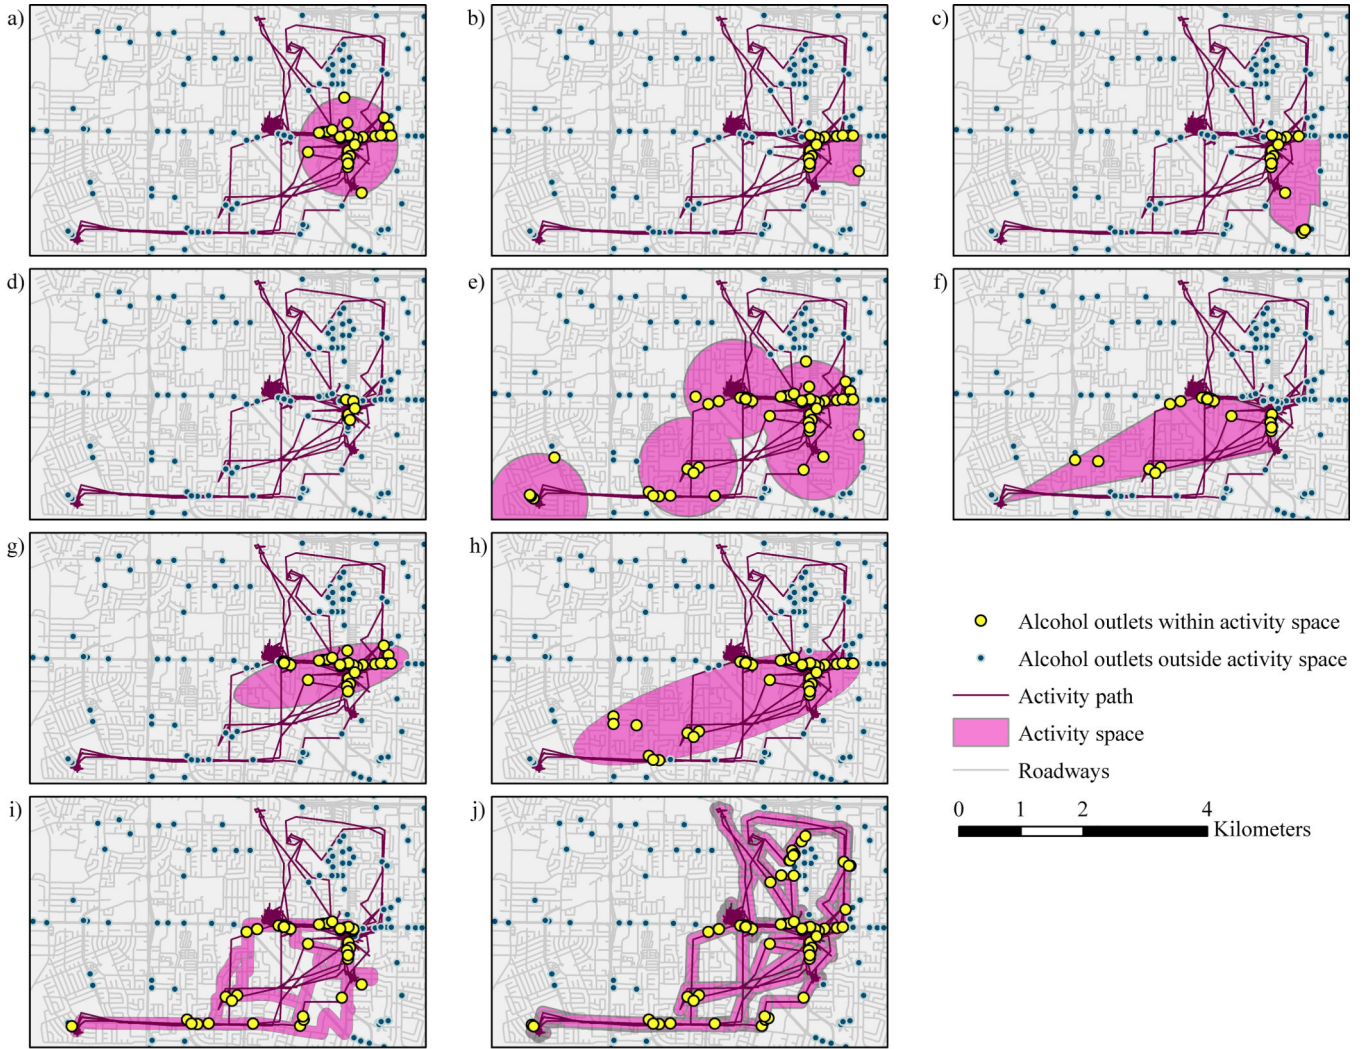 a)
b)
c)
d)
e)
f)
g)
h)
Alcohol outlets within activity space
Alcohol outlets outside activity space
Activity path
Activity space
Roadways
0 1 2 4
Kilometers
i)
j)